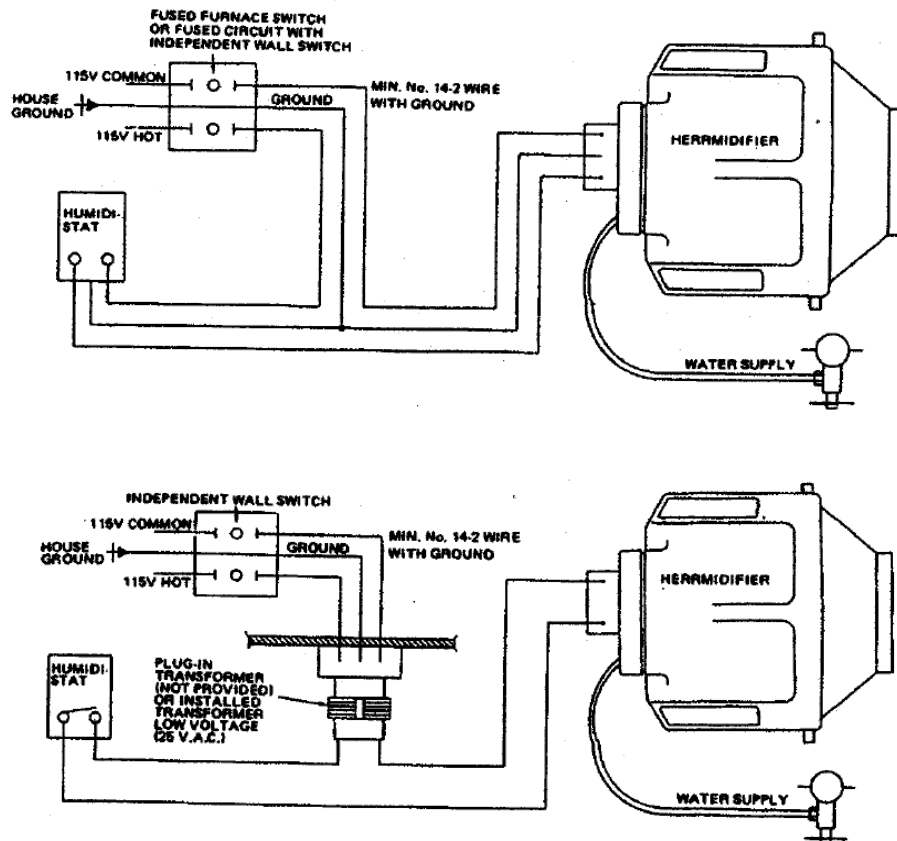 FUSED FURNACE SWITCH
OR FUSED CIRCUIT WITH
INDEPENDENT WALL SWITCH
115V COMMON
HOUSE
GROUND
GROUND
115V HOT
MIN. No. 14-2 WIRE
WITH GROUND
HUMIDI-
STAT
HERRMIDIFIER
WATER SUPPLY
INDEPENDENT WALL SWITCH
115V COMMON
HOUSE
GROUND
GROUND
115V HOT
MIN. No. 14-2 WIRE
WITH GROUND
HUMIDI-
STAT
PLUG-IN
TRANSFORMER
(NOT PROVIDED)
OR INSTALLED
TRANSFORMER
LOW VOLTAGE
(25 V.A.C.)
HERRMIDIFIER
WATER SUPPLY